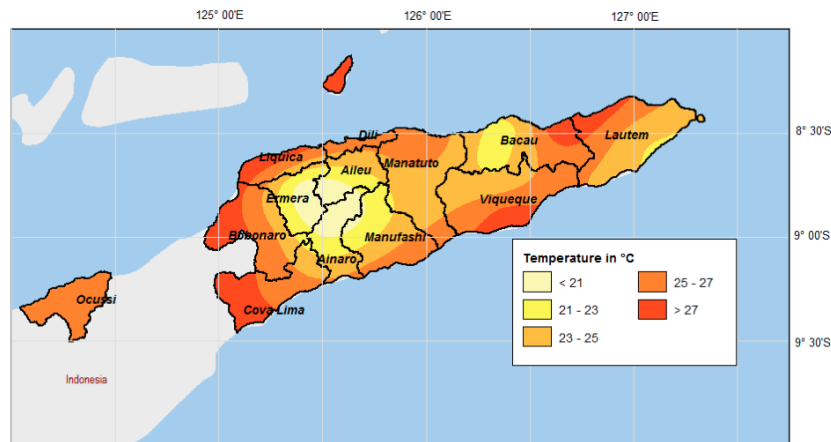 125° 00'E 126° 00'E 127° 00'E
Dili
8° 30'S
Lautem
Bacau
Liquica
Manatuto
Aileu
Ermera
Viqueque
Bobonaro
Manufashi
9° 00'S
Ainaro
Temperature in °C
< 21
25 - 27
21 - 23
> 27
23 - 25
Ocussi
Cova Lima
9° 30'S
Indonesia